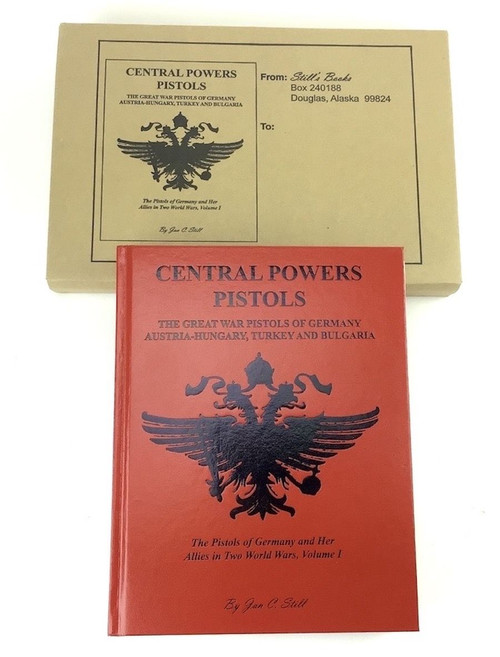 CENTRAL POWERS
PISTOLS
THE GREAT WAR PISTOLS OF GERMANY
AUSTRIA-HUNGARY, TURKEY AND BULGARIA
The Pistols of Germany and Her
Allies in Two World Wars, Volume I
By Jan C. Still
From: Still's Books
Box 240188
Douglas, Alaska 99824
To:
CENTRAL POWERS
PISTOLS
THE GREAT WAR PISTOLS OF GERMANY
AUSTRIA-HUNGARY, TURKEY AND BULGARIA
The Pistols of Germany and Her
Allies in Two World Wars, Volume I
By Jan C. Still